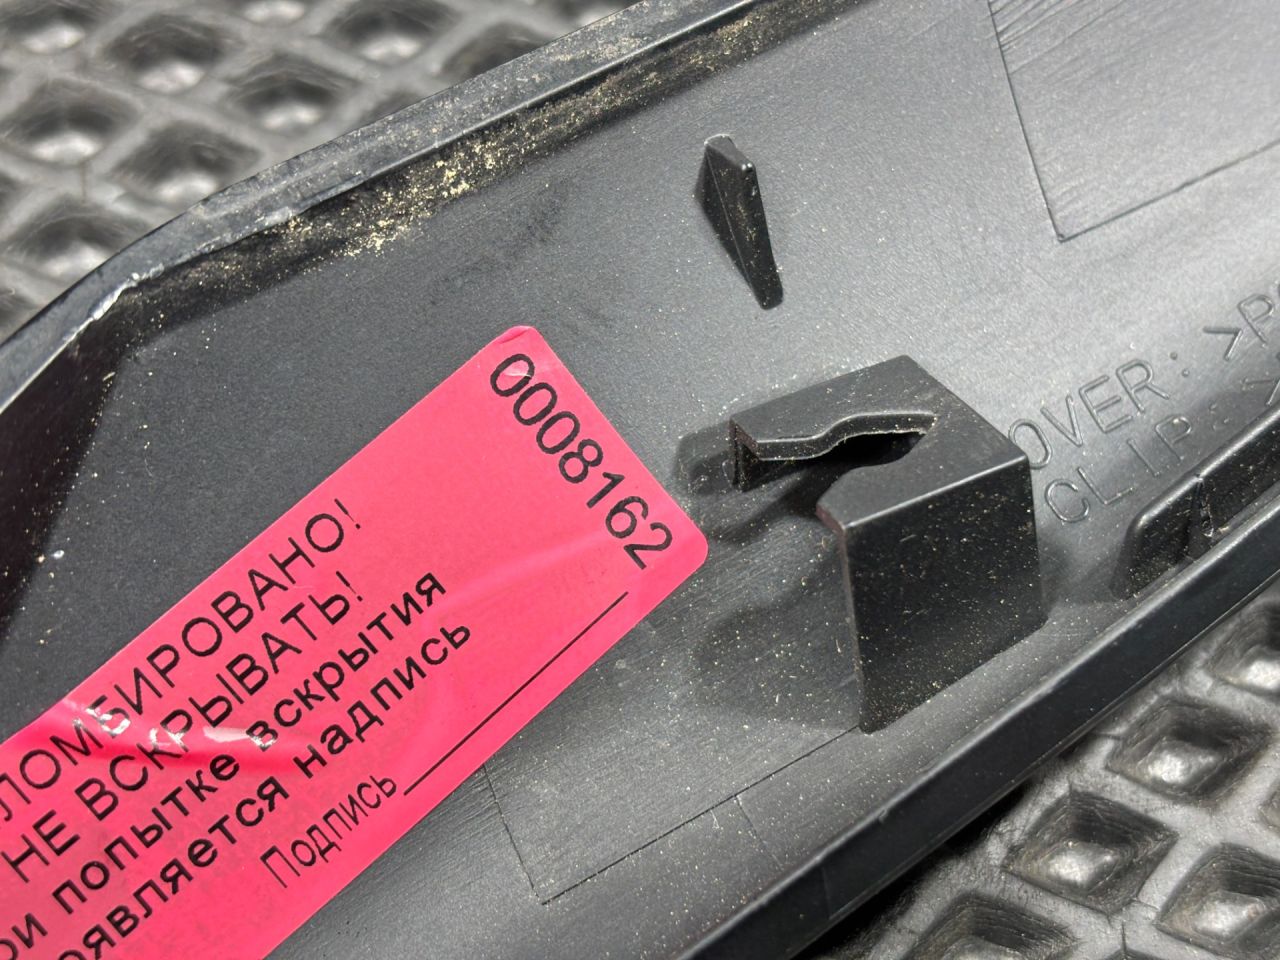 0008162
ЛОМБИРОВАНО!
НЕ ВСКРЫВАТЬ!
ри попытке вскрытия
оявляется надпись
Подпись
OVER: >P
CLIP: >